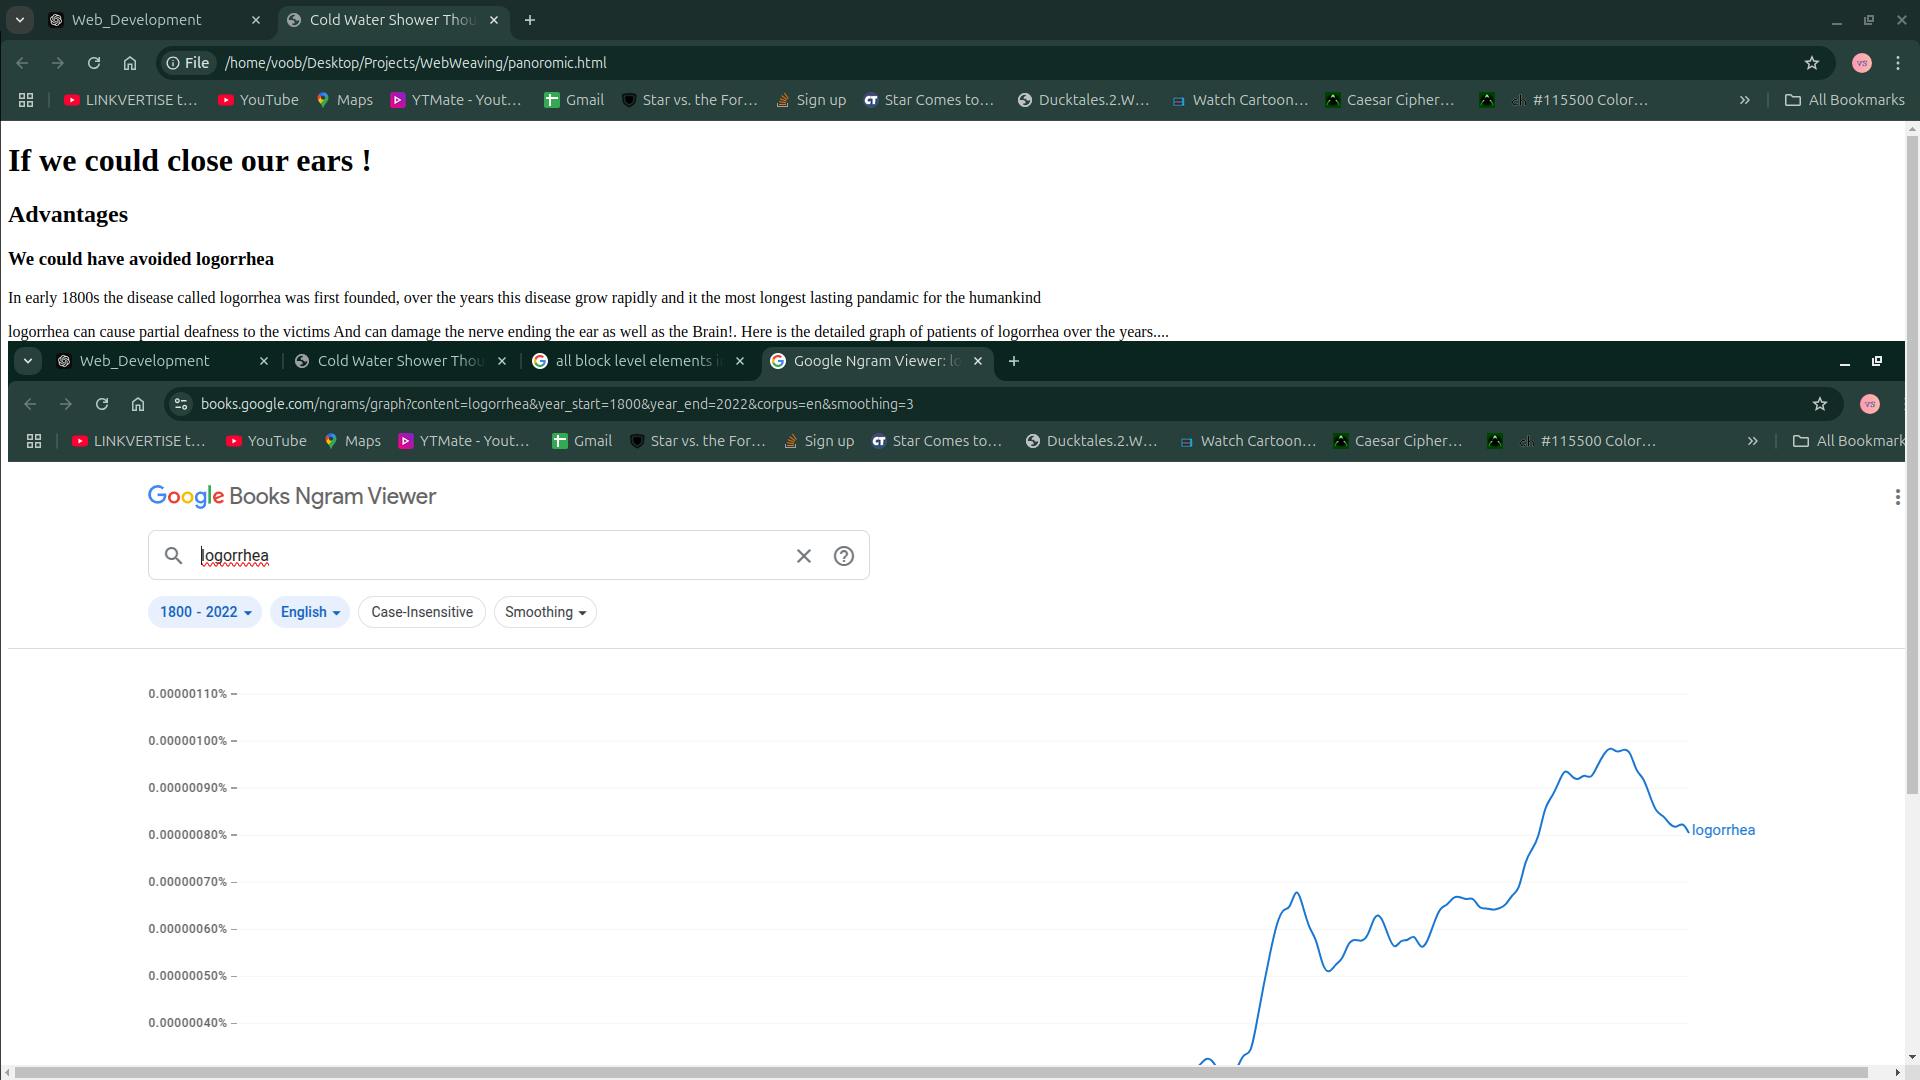 Web_Development
Cold Water Shower Thou
File
/home/voob/Desktop/Projects/WebWeaving/panoromic.html
VS
LINKVERTISE t...
YouTube
Maps
YTMate - Yout...
Gmail
Star vs. the For...
Sign up
CT
Star Comes to...
Ducktales.2.W...
Watch Cartoon...
Caesar Cipher...
ch
#115500 Color...
All Bookmarks
If we could close our ears !
Advantages
We could have avoided logorrhea
In early 1800s the disease called logorrhea was first founded, over the years this disease grow rapidly and it the most longest lasting pandamic for the humankind
logorrhea can cause partial deafness to the victims And can damage the nerve ending the ear as well as the Brain!. Here is the detailed graph of patients of logorrhea over the years....
Web_Development
Cold Water Shower Thou
all block level elements i
Google Ngram Viewer: lo
books.google.com/ngrams/graph?content=logorrhea&year_start=1800&year_end=2022&corpus=en&smoothing=3
VS
LINKVERTISE t...
YouTube
Maps
YTMate - Yout...
Gmail
Star vs. the For...
Sign up
CT
Star Comes to...
Ducktales.2.W...
Watch Cartoon...
Caesar Cipher...
ch
#115500 Color...
All Bookmark
Google Books Ngram Viewer
logorrhea
1800 - 2022
English
Case-Insensitive
Smoothing
0.00000110%
0.00000100%
0.00000090%
0.00000080%
logorrhea
0.00000070%
0.00000060%
0.00000050%
0.00000040%